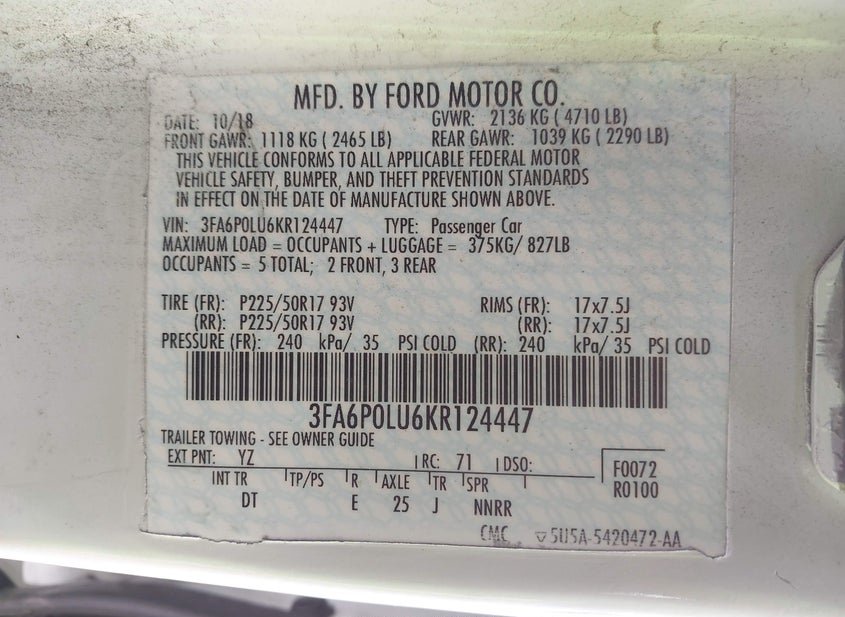 MFD. BY FORD MOTOR CO.
DATE: 10/18 GVWR: 2136 KG ( 4710 LB)
FRONT GAWR: 1118 KG ( 2465 LB) REAR GAWR: 1039 KG ( 2290 LB)
THIS VEHICLE CONFORMS TO ALL APPLICABLE FEDERAL MOTOR
VEHICLE SAFETY, BUMPER, AND THEFT PREVENTION STANDARDS
IN EFFECT ON THE DATE OF MANUFACTURE SHOWN ABOVE.
VIN: 3FA6P0LU6KR124447 TYPE: Passenger Car
MAXIMUM LOAD = OCCUPANTS + LUGGAGE = 375KG/ 827LB
OCCUPANTS = 5 TOTAL; 2 FRONT, 3 REAR
TIRE (FR): P225/50R17 93V RIMS (FR): 17x7.5J
(RR): P225/50R17 93V (RR): 17x7.5J
PRESSURE (FR): 240 kPa/ 35 PSI COLD (RR): 240 kPa/ 35 PSI COLD
3FA6P0LU6KR124447
TRAILER TOWING - SEE OWNER GUIDE
EXT PNT: YZ RC: 71 DSO: F0072
INT TR TP/PS R AXLE TR SPR R0100
DT E 25 J NNRR
CMC ▽5U5A-5420472-AA